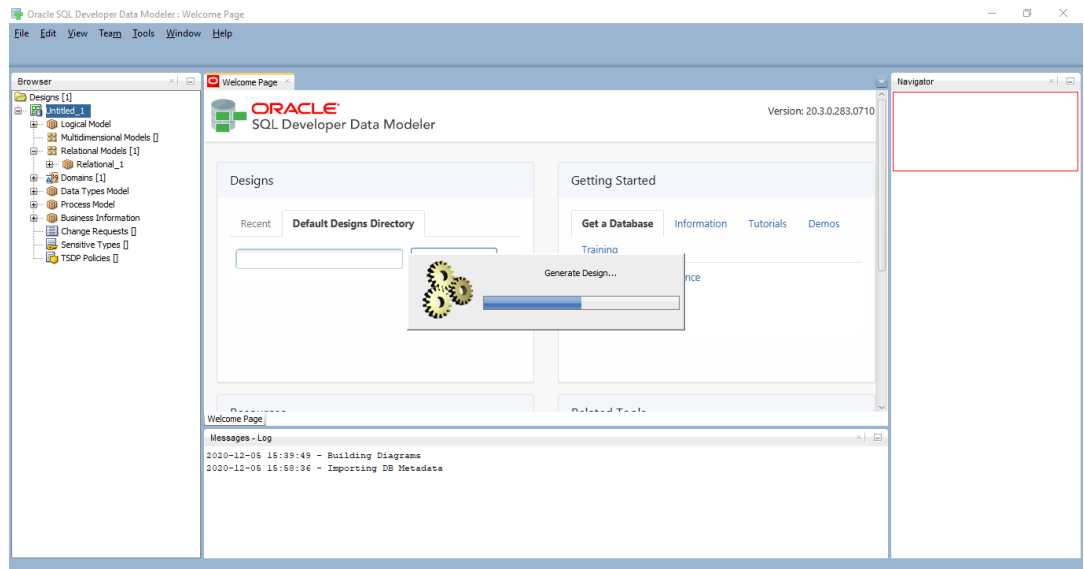 Oracle SQL Developer Data Modeler : Welcome Page
File Edit View Team Tools Window Help
Browser
Designs [1]
Untitled_1
Logical Model
Multidimensional Models []
Relational Models [1]
Relational_1
Domains [1]
Data Types Model
Process Model
Business Information
Change Requests []
Sensitive Types []
TSDP Policies []
Welcome Page
ORACLE
SQL Developer Data Modeler
Version: 20.3.0.283.0710
Designs
Recent Default Designs Directory
Getting Started
Get a Database Information Tutorials Demos
Training
Generate Design...
Welcome Page
Messages - Log
2020-12-05 15:39:49 - Building Diagrams
2020-12-05 15:58:36 - Importing DB Metadata
Navigator